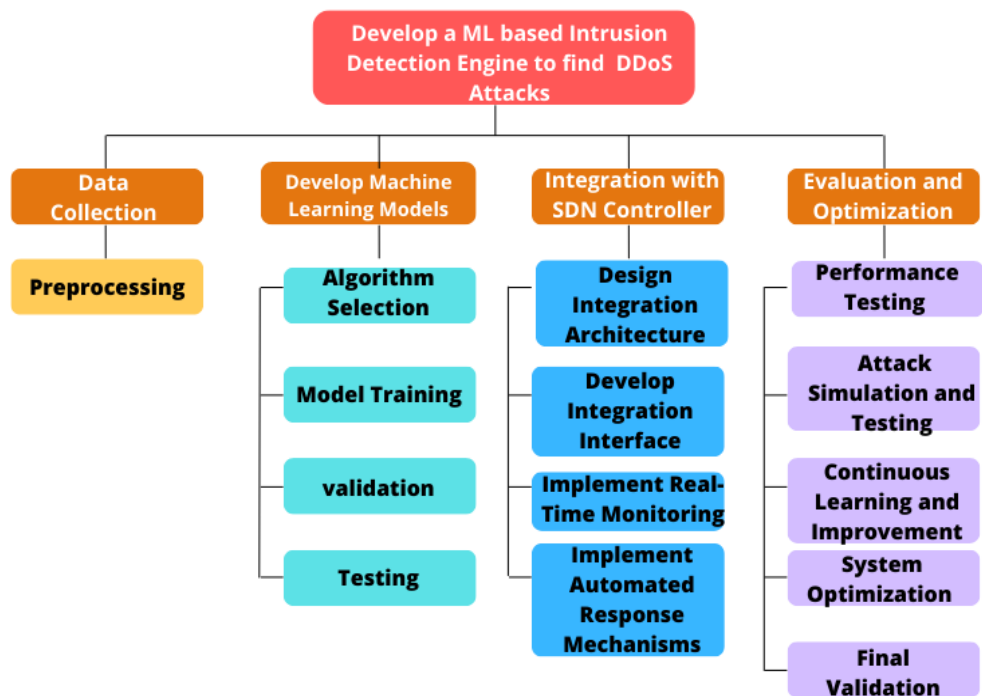 Develop a ML based Intrusion
Detection Engine to find DDoS
Attacks
Data
Collection
Preprocessing
Develop Machine
Learning Models
Algorithm
Selection
Model Training
validation
Testing
Integration with
SDN Controller
Design
Integration
Architecture
Develop
Integration
Interface
Implement Real-
Time Monitoring
Implement
Automated
Response
Mechanisms
Evaluation and
Optimization
Performance
Testing
Attack
Simulation and
Testing
Continuous
Learning and
Improvement
System
Optimization
Final
Validation